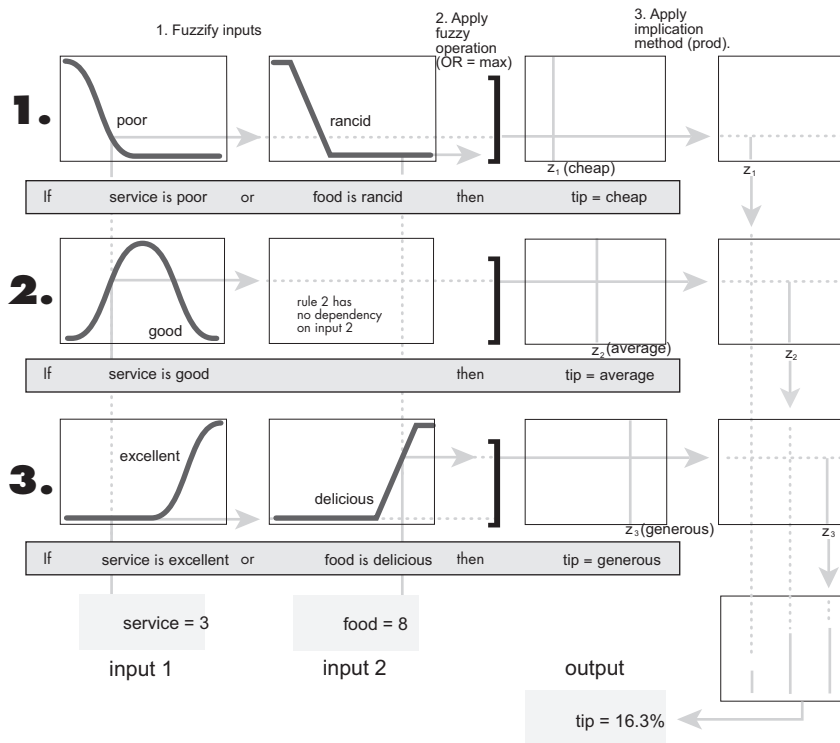 1. Fuzzify inputs
2. Apply
fuzzy
operation
(OR = max)
3. Apply
implication
method (prod).
1.
poor
rancid
z1 (cheap)
z1
If service is poor or food is rancid then tip = cheap
2.
good
rule 2 has
no dependency
on input 2
z2 (average)
z2
If service is good then tip = average
3.
excellent
delicious
z3 (generous)
z3
If service is excellent or food is delicious then tip = generous
service = 3
food = 8
input 1
input 2
output
tip = 16.3%